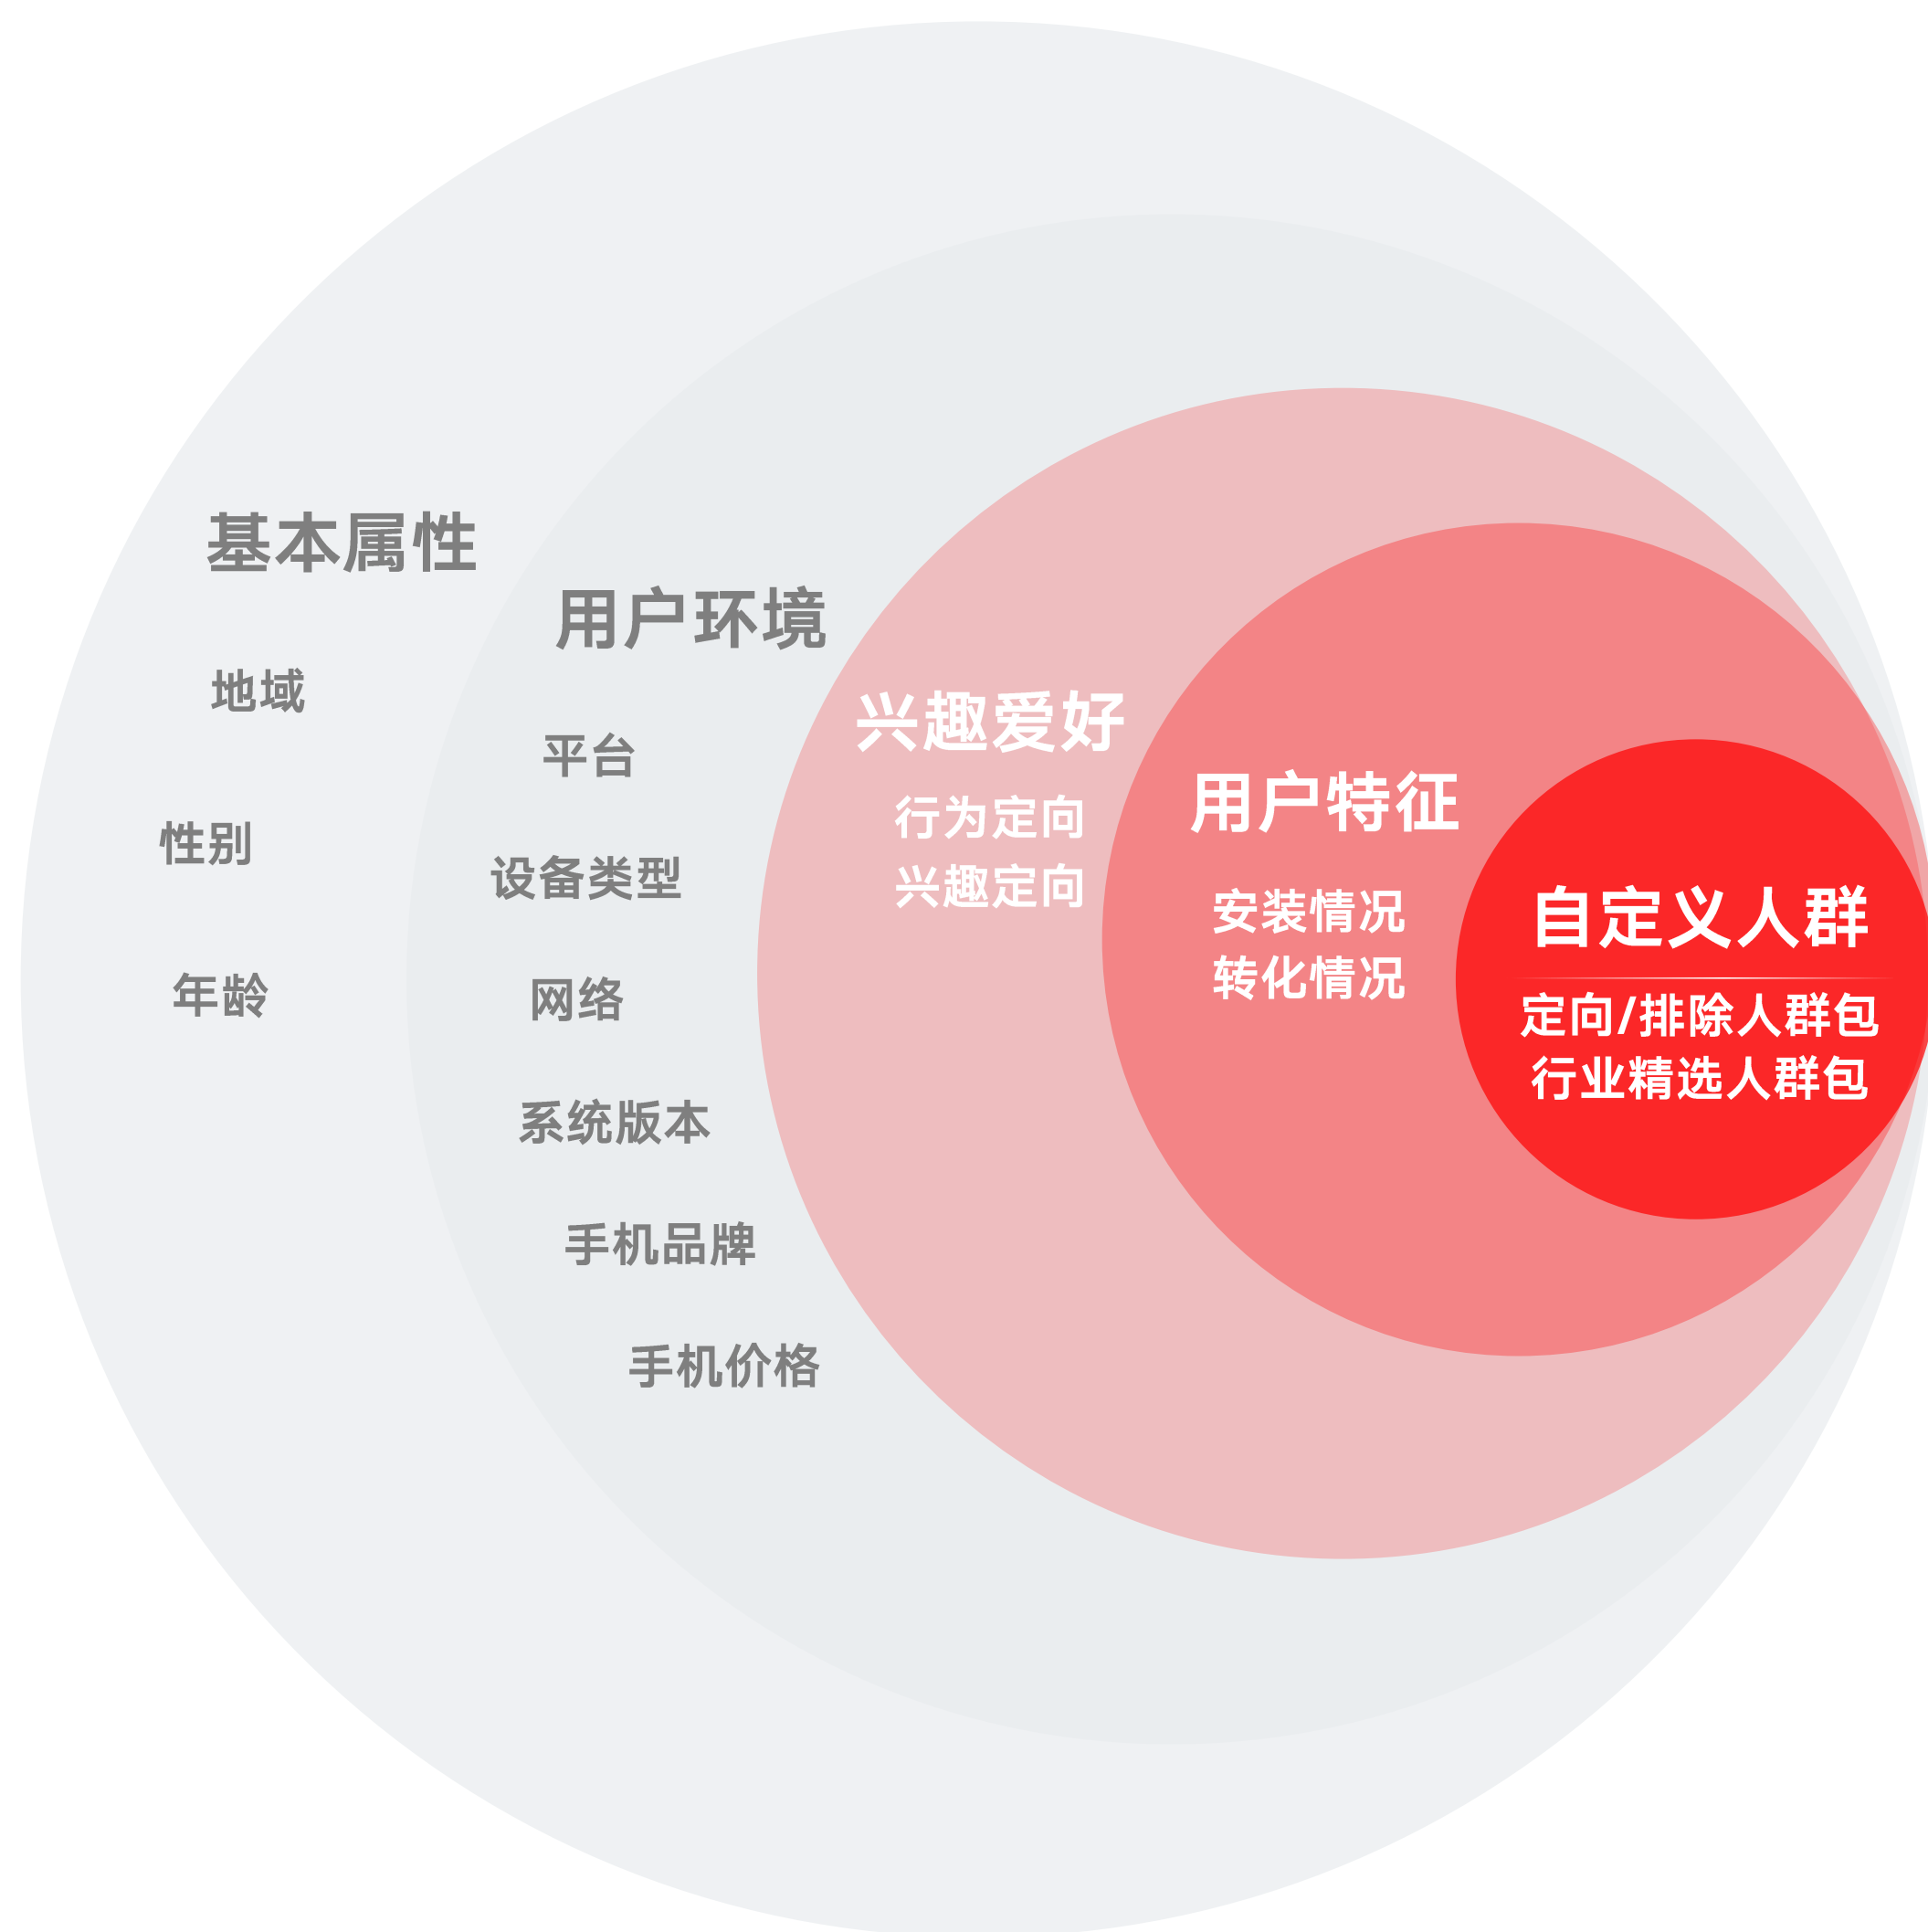 基本属性
地域
性别
年龄
用户环境
平台
设备类型
网络
系统版本
手机品牌
手机价格
兴趣爱好
行为定向
兴趣定向
用户特征
安装情况
转化情况
自定义人群
定向/排除人群包
行业精选人群包